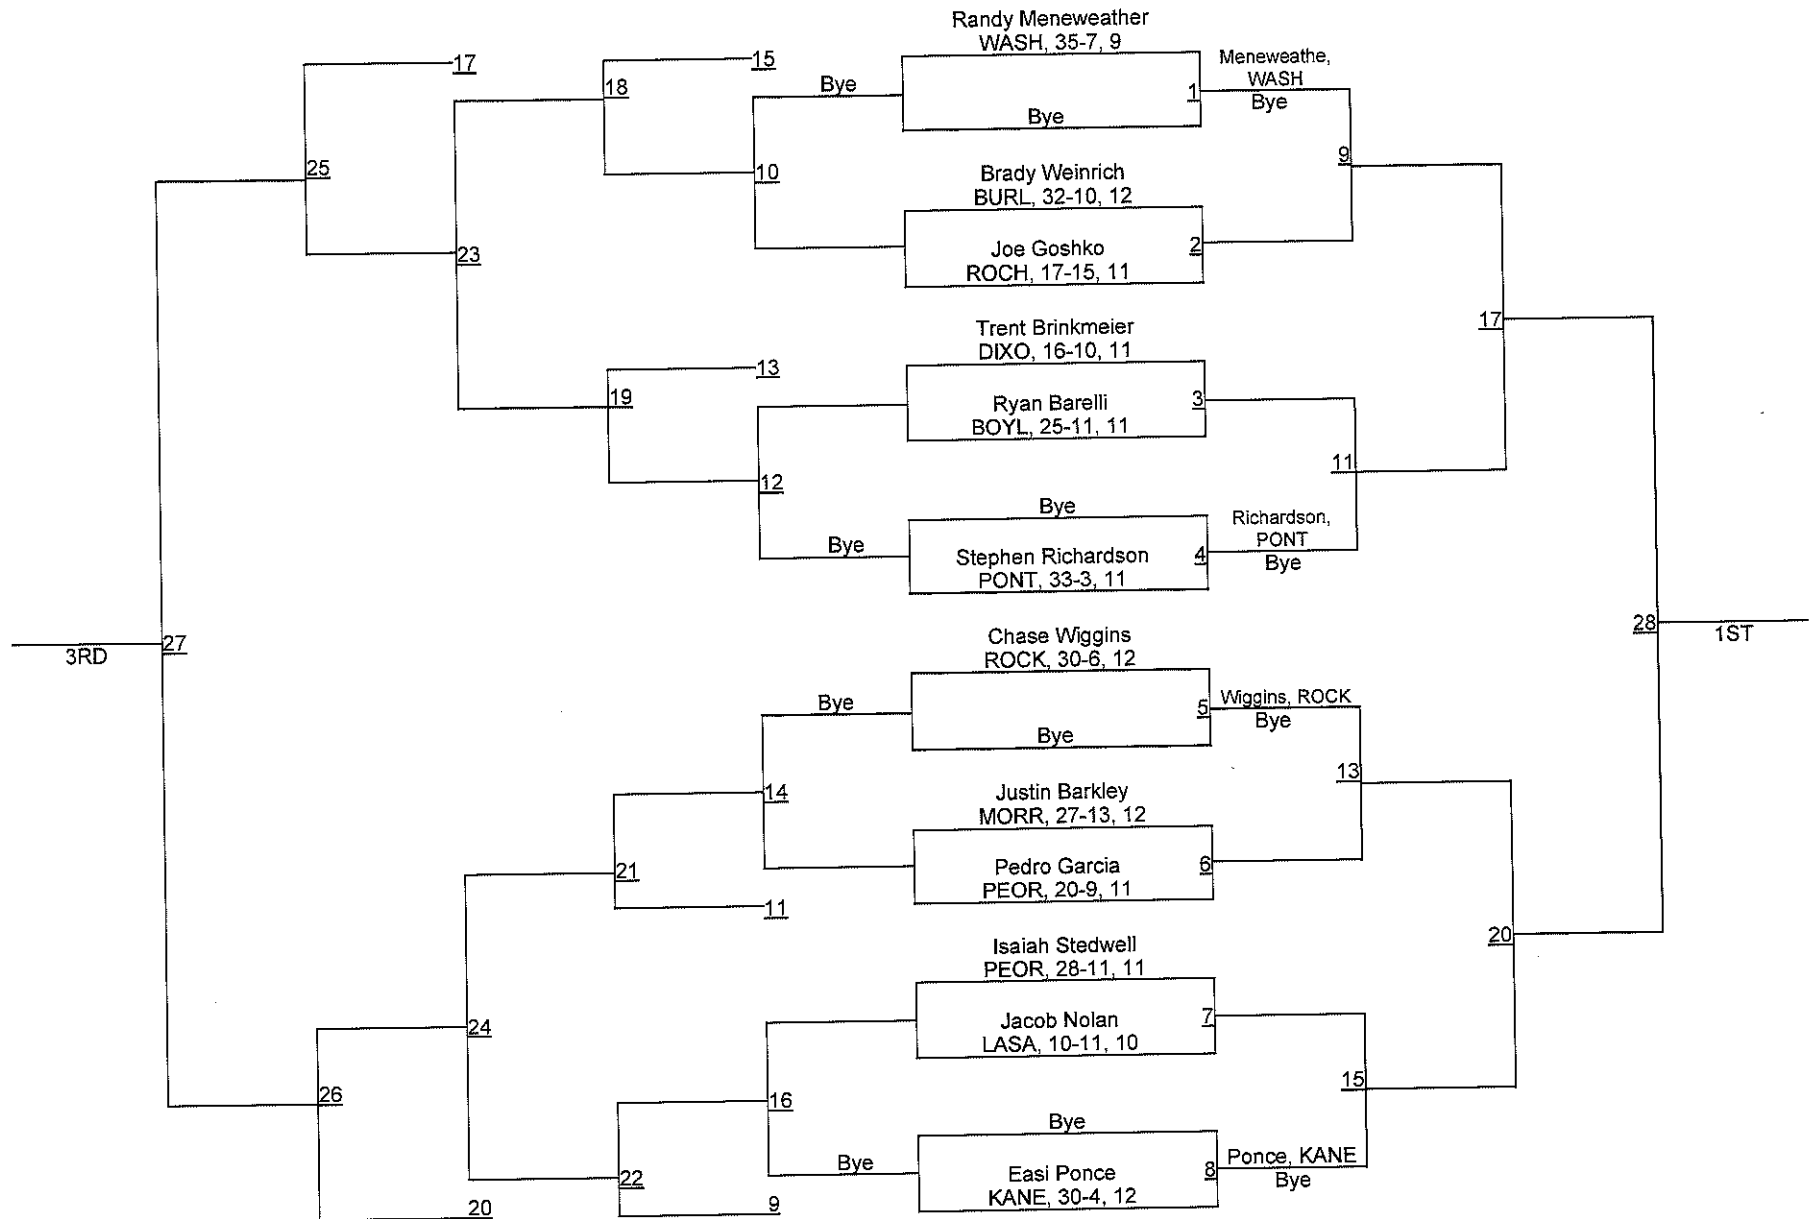 Randy Meneweather
WASH, 35-7, 9
17
15
Meneweathe,
WASH
18
Bye
1
Bye
Bye
9
25
10
Brady Weinrich
BURL, 32-10, 12
23
Joe Goshko
2
ROCH, 17-15, 11
17
Trent Brinkmeier
DIXO, 16-10, 11
13
19
Ryan Barelli
3
BOYL, 25-11, 11
11
12
Bye
Richardson,
PONT
Bye
Stephen Richardson
4
Bye
PONT, 33-3, 11
3RD
27
Chase Wiggins
ROCK, 30-6, 12
28
1ST
Bye
5
Wiggins, ROCK
Bye
Bye
14
13
Justin Barkley
MORR, 27-13, 12
21
Pedro Garcia
6
PEOR, 20-9, 11
11
20
Isaiah Stedwell
PEOR, 28-11, 11
24
Jacob Nolan
7
LASA, 10-11, 10
26
16
15
Bye
22
Bye
Easi Ponce
8
Ponce, KANE
Bye
KANE, 30-4, 12
20
9